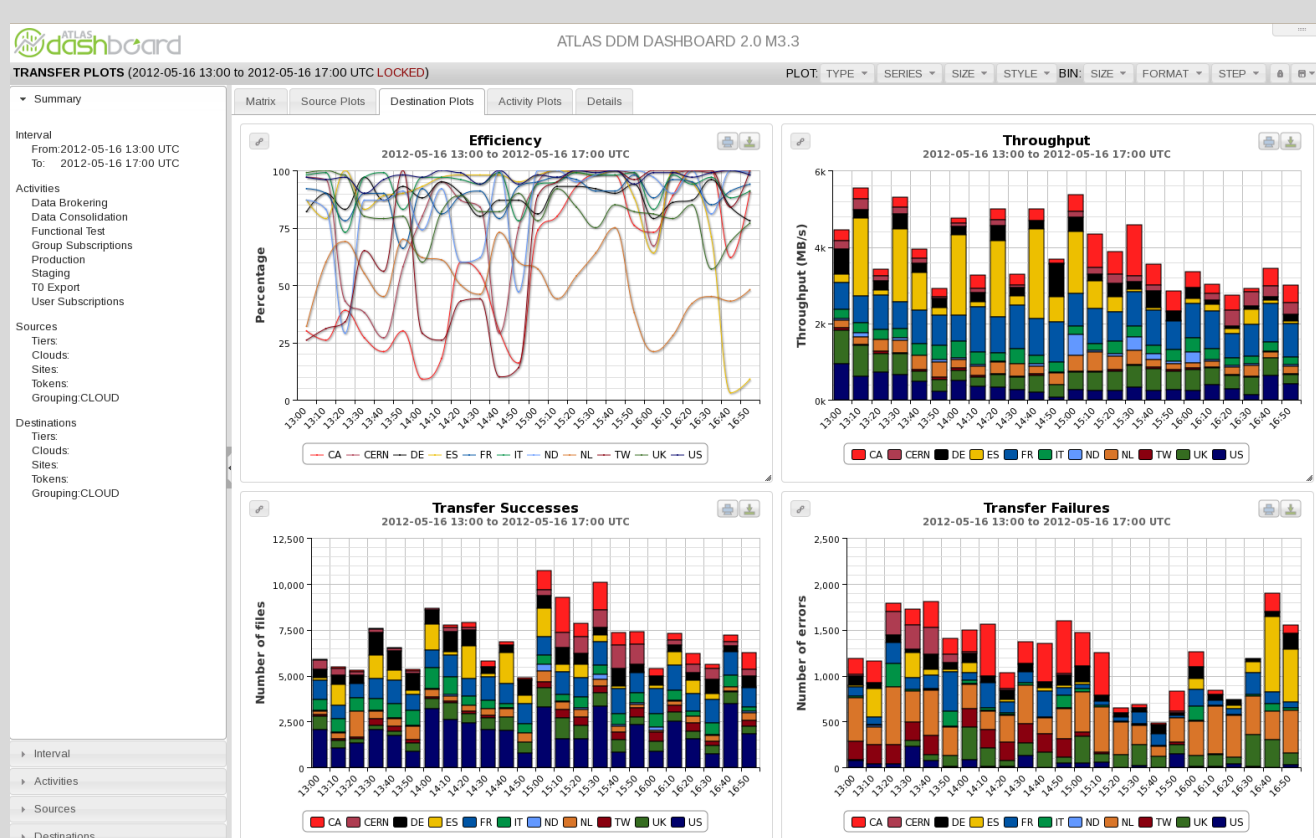 ATLAS
dashboard
ATLAS DDM DASHBOARD 2.0 M3.3
TRANSFER PLOTS (2012-05-16 13:00 to 2012-05-16 17:00 UTC LOCKED)
PLOT: TYPE SERIES SIZE STYLE BIN: SIZE FORMAT STEP
Summary
Interval
From:2012-05-16 13:00 UTC
To: 2012-05-16 17:00 UTC
Activities
Data Brokering
Data Consolidation
Functional Test
Group Subscriptions
Production
Staging
T0 Export
User Subscriptions
Sources
Tiers:
Clouds:
Sites:
Tokens:
Grouping:CLOUD
Destinations
Tiers:
Clouds:
Sites:
Tokens:
Grouping:CLOUD
Interval
Activities
Sources
Destinations
Matrix Source Plots Destination Plots Activity Plots Details
Efficiency
2012-05-16 13:00 to 2012-05-16 17:00 UTC
Percentage
100
75
50
25
0
13:00 13:10 13:20 13:30 13:40 13:50 14:00 14:10 14:20 14:30 14:40 14:50 15:00 15:10 15:20 15:30 15:40 15:50 16:00 16:10 16:20 16:30 16:40 16:50
CA CERN DE ES FR IT ND NL TW UK US
Throughput
2012-05-16 13:00 to 2012-05-16 17:00 UTC
Throughput (MB/s)
6k
4k
2k
0k
13:00 13:10 13:20 13:30 13:40 13:50 14:00 14:10 14:20 14:30 14:40 14:50 15:00 15:10 15:20 15:30 15:40 15:50 16:00 16:10 16:20 16:30 16:40 16:50
CA CERN DE ES FR IT ND NL TW UK US
Transfer Successes
2012-05-16 13:00 to 2012-05-16 17:00 UTC
Number of files
12,500
10,000
7,500
5,000
2,500
0
13:00 13:10 13:20 13:30 13:40 13:50 14:00 14:10 14:20 14:30 14:40 14:50 15:00 15:10 15:20 15:30 15:40 15:50 16:00 16:10 16:20 16:30 16:40 16:50
CA CERN DE ES FR IT ND NL TW UK US
Transfer Failures
2012-05-16 13:00 to 2012-05-16 17:00 UTC
Number of errors
2,500
2,000
1,500
1,000
500
0
13:00 13:10 13:20 13:30 13:40 13:50 14:00 14:10 14:20 14:30 14:40 14:50 15:00 15:10 15:20 15:30 15:40 15:50 16:00 16:10 16:20 16:30 16:40 16:50
CA CERN DE ES FR IT ND NL TW UK US